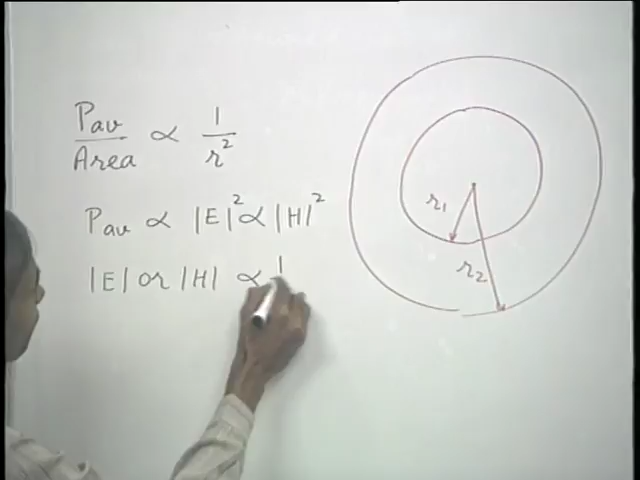 Pav/Area ∝ 1/r²
Pav ∝ |E|² ∝ |H|²
|E| or |H| ∝ 1
r₁
r₂